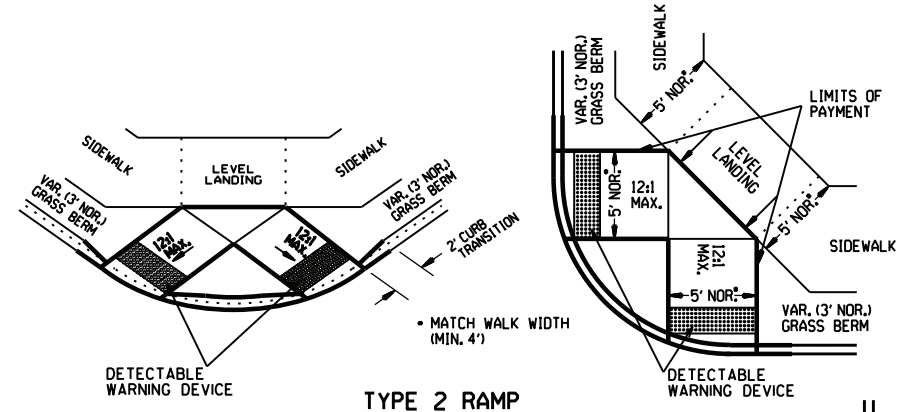 SIDEWALK
LEVEL
LANDING
SIDEWALK
VAR. (3' NOR.)
GRASS BERM
VAR. (3' NOR.)
GRASS BERM
12:1
MAX.
12:1
MAX.
2' CURB
TRANSITION
• MATCH WALK WIDTH
(MIN. 4')
DETECTABLE
WARNING DEVICE
TYPE 2 RAMP
VAR. (3' NOR.)
GRASS BERM
SIDEWALK
5' NOR.•
LIMITS OF
PAYMENT
LEVEL
LANDING
5' NOR.•
12:1
MAX.
5' NOR.•
SIDEWALK
12:1
MAX.
5' NOR.•
VAR. (3' NOR.)
GRASS BERM
DETECTABLE
WARNING DEVICE